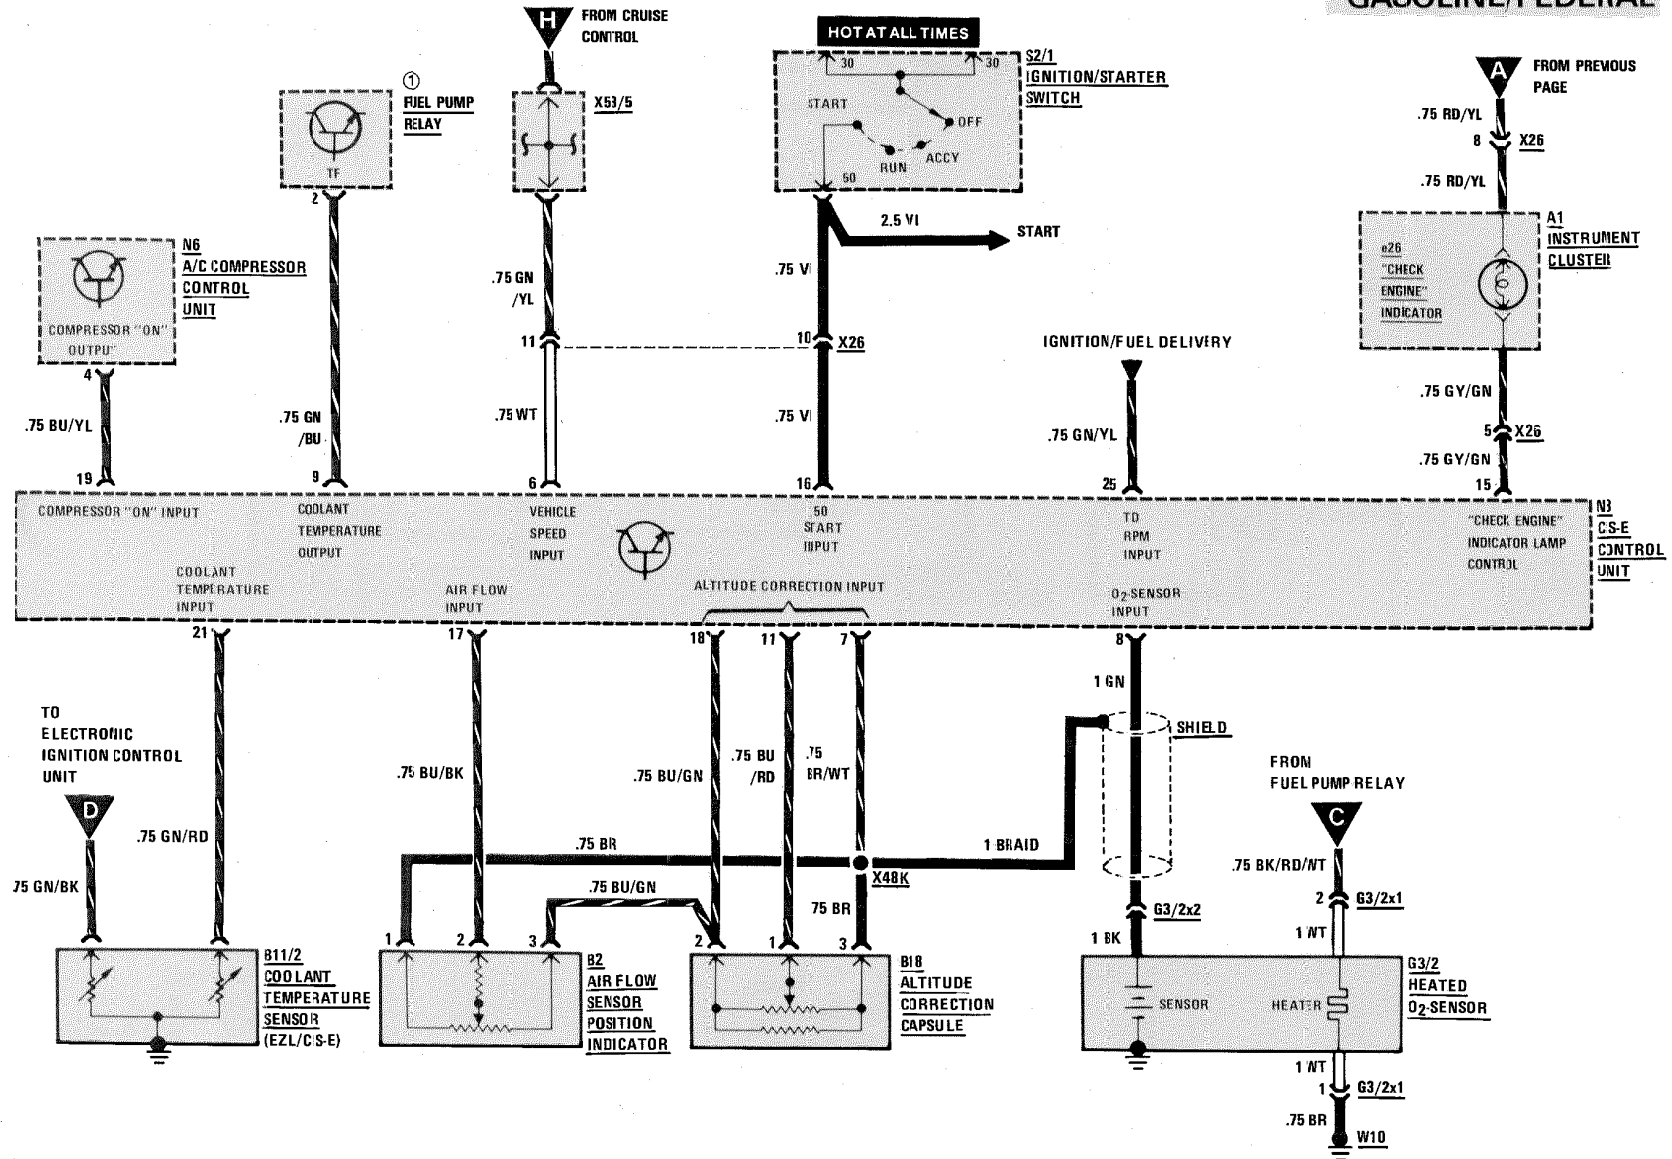 GASOLINE/FEDERAL
H
FROM CRUISE
CONTROL
HOT AT ALL TIMES
30
30
S2/1
IGNITION/STARTER
SWITCH
START
OFF
RUN
ACCY
50
1
FUEL PUMP
RELAY
TF
2
X53/5
A
FROM PREVIOUS
PAGE
.75 RD/YL
8
X26
.75 RD/YL
A1
INSTRUMENT
CLUSTER
e26
"CHECK
ENGINE"
INDICATOR
N6
A/C COMPRESSOR
CONTROL
UNIT
COMPRESSOR "ON"
OUTPUT"
4
.75 BU/YL
19
.75 GN
/BU
9
.75 GN
/YL
11
.75 WT
6
2.5 VI
START
.75 VI
10
X26
.75 VI
16
IGNITION/FUEL DELIVERY
.75 GN/YL
25
.75 GY/GN
5
X26
.75 GY/GN
15
COMPRESSOR "ON" INPUT
COOLANT
TEMPERATURE
OUTPUT
VEHICLE
SPEED
INPUT
50
START
INPUT
TD
RPM
INPUT
"CHECK ENGINE"
INDICATOR LAMP
CONTROL
N3
CIS-E
CONTROL
UNIT
COOLANT
TEMPERATURE
INPUT
AIR FLOW
INPUT
ALTITUDE CORRECTION INPUT
O2-SENSOR
INPUT
21
17
18
11
7
8
1 GN
SHIELD
TO
ELECTRONIC
IGNITION CONTROL
UNIT
D
.75 GN/BK
.75 GN/RD
.75 BU/BK
.75 BU/GN
.75 BU
/RD
.75
BR/WT
.75 BR
1 BRAID
X48K
.75 BU/GN
75 BR
FROM
FUEL PUMP RELAY
C
.75 BK/RD/WT
2
G3/2x1
1 WT
G3/2x2
1 BK
1
2
3
2
1
3
B11/2
COOLANT
TEMPERATURE
SENSOR
(EZL/CIS-E)
B2
AIR FLOW
SENSOR
POSITION
INDICATOR
B18
ALTITUDE
CORRECTION
CAPSULE
SENSOR
HEATER
G3/2
HEATED
O2-SENSOR
1 WT
1
G3/2x1
.75 BR
W10